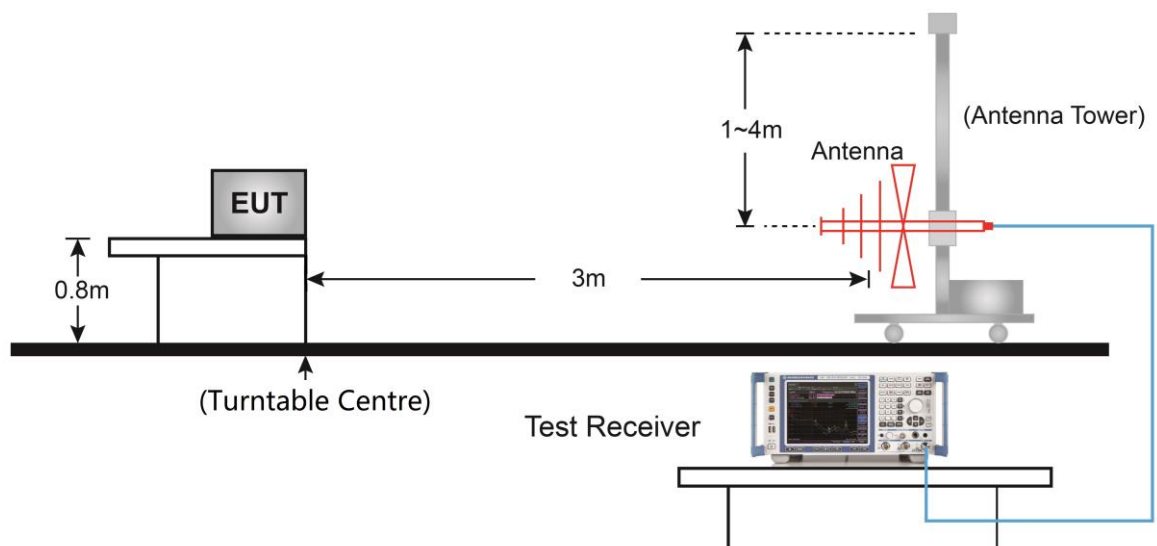 (Antenna Tower)
1~4m
Antenna
EUT
3m
0.8m
(Turntable Centre)
Test Receiver